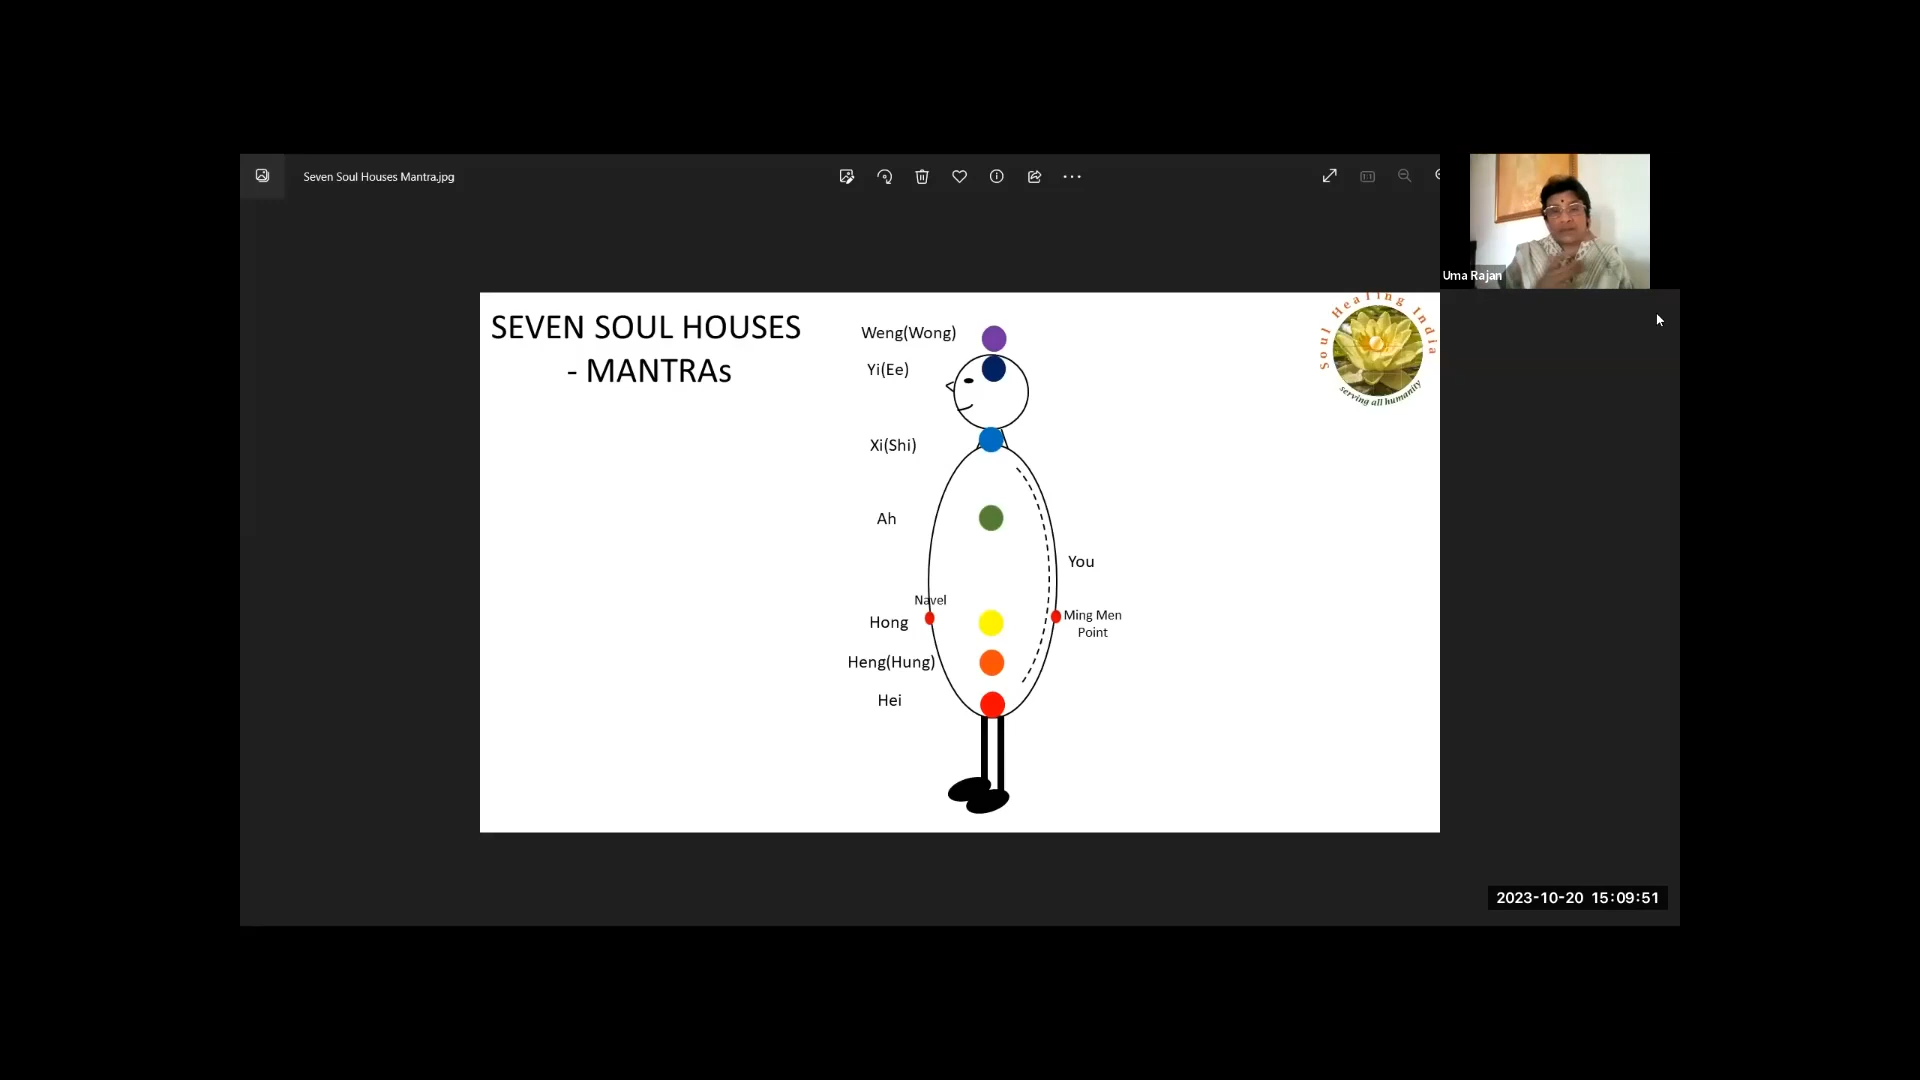 Seven Soul Houses Mantra.jpg
Uma Rajan
SEVEN SOUL HOUSES
- MANTRAs
Soul Healing India
serving all humanity
Weng(Wong)
Yi(Ee)
Xi(Shi)
Ah
You
Navel
Hong
Ming Men
Point
Heng(Hung)
Hei
2023-10-20 15:09:51